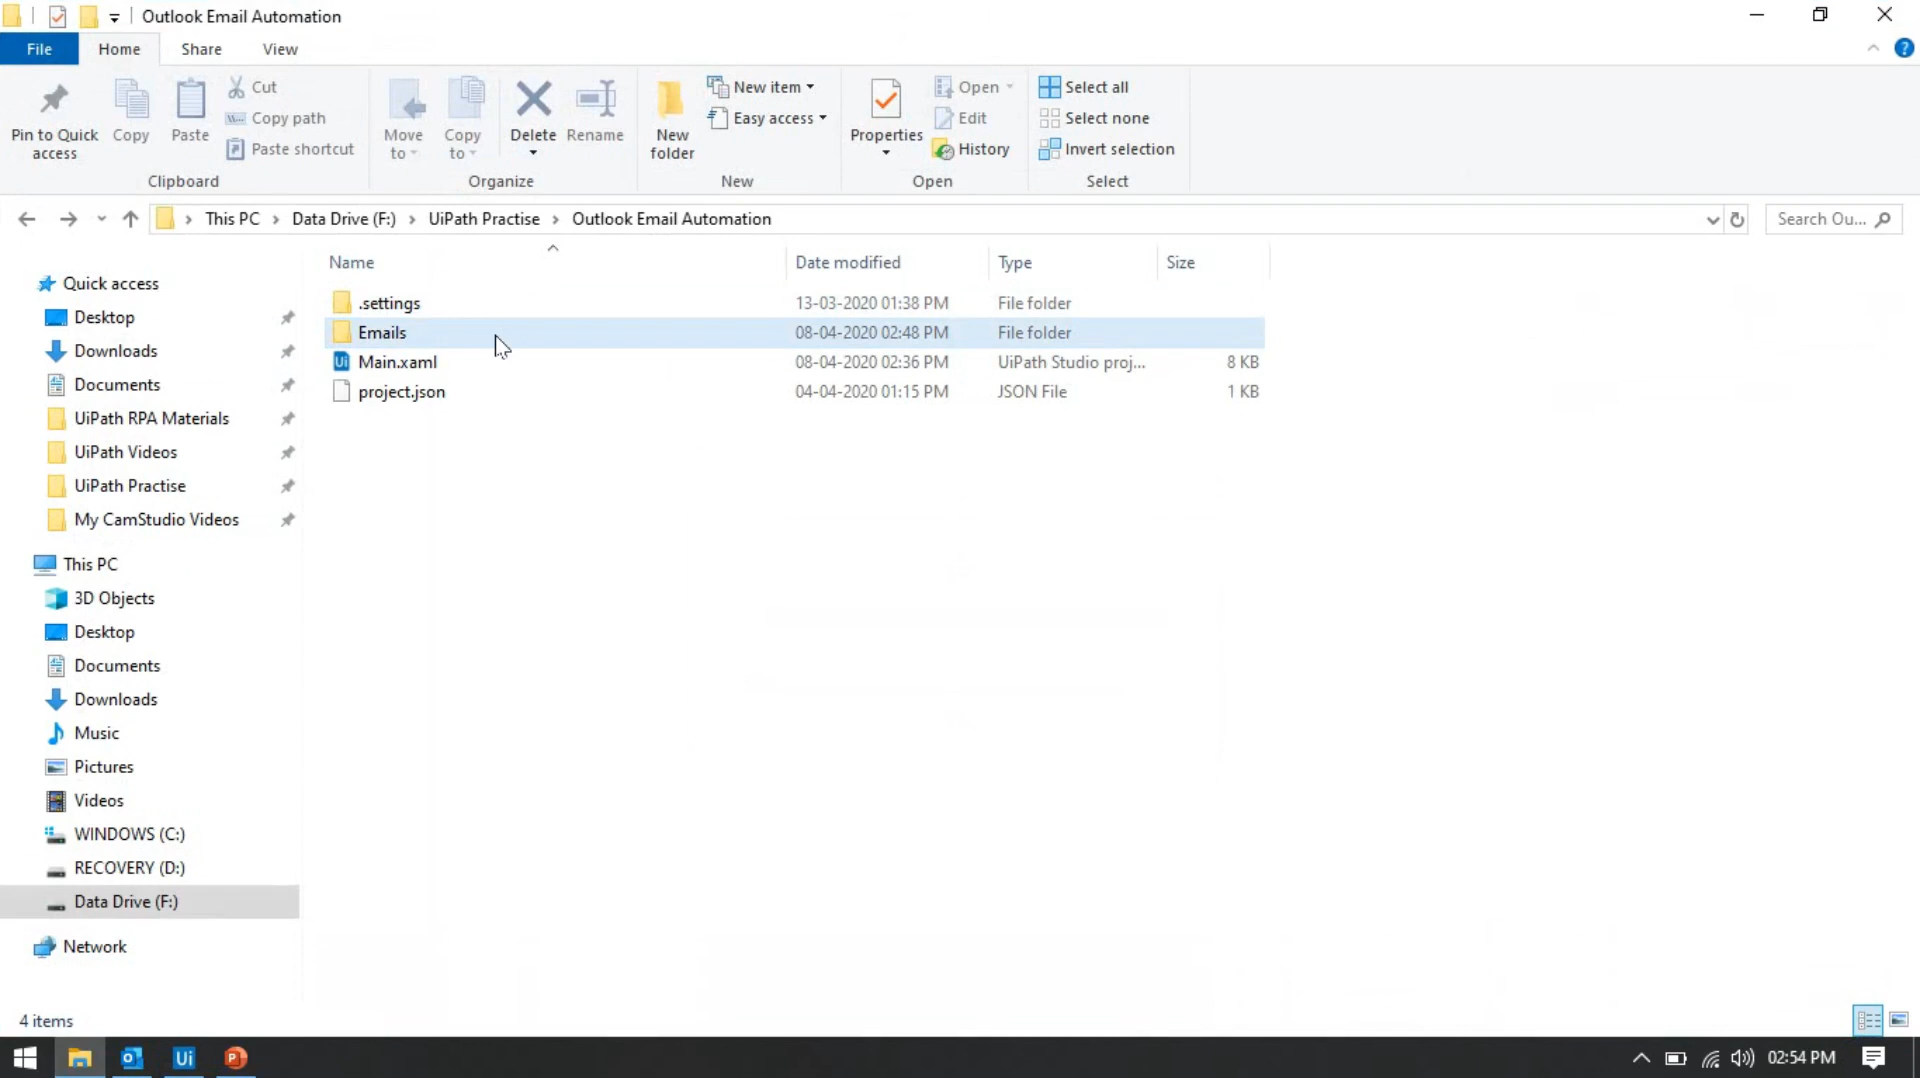 Outlook Email Automation
File Home Share View
Pin to Quick access
Copy
Paste
Cut
Copy path
Paste shortcut
Clipboard
Move to
Copy to
Delete
Rename
Organize
New folder
New item
Easy access
New
Properties
Open
Edit
History
Open
Select all
Select none
Invert selection
Select
This PC > Data Drive (F:) > UiPath Practise > Outlook Email Automation
Search Ou...
Name Date modified Type Size
.settings 13-03-2020 01:38 PM File folder
Emails 08-04-2020 02:48 PM File folder
Main.xaml 08-04-2020 02:36 PM UiPath Studio proj... 8 KB
project.json 04-04-2020 01:15 PM JSON File 1 KB
Quick access
Desktop
Downloads
Documents
UiPath RPA Materials
UiPath Videos
UiPath Practise
My CamStudio Videos
This PC
3D Objects
Desktop
Documents
Downloads
Music
Pictures
Videos
WINDOWS (C:)
RECOVERY (D:)
Data Drive (F:)
Network
4 items
02:54 PM